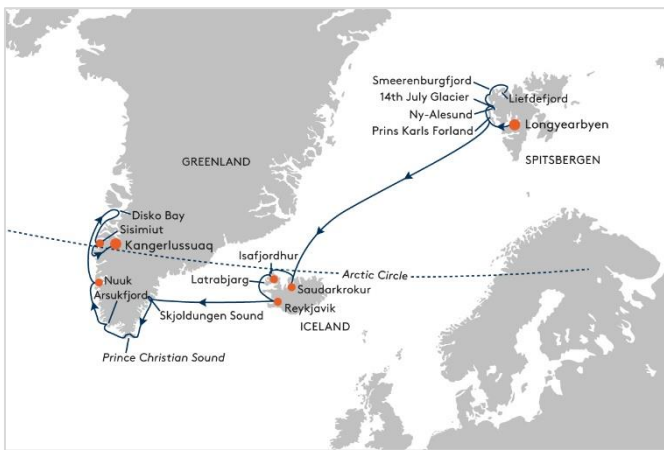 Smeerenburgfjord
Liefdefjord
14th July Glacier
Ny-Alesund
Prins Karls Forland
Longyearbyen
SPITSBERGEN
GREENLAND
Disko Bay
Sisimiut
Kangerlussuaq
Isafjordhur
Arctic Circle
Latrabjarg
Saudarkrokur
Nuuk
Arsukfjord
Skjoldungen Sound
Reykjavik
ICELAND
Prince Christian Sound